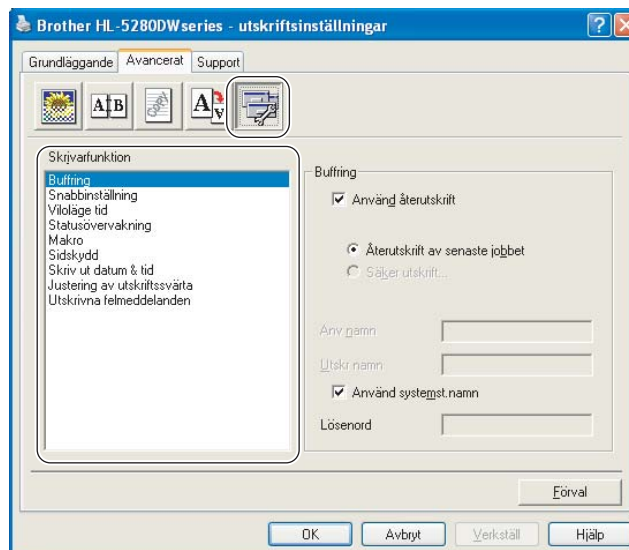 Brother HL-5280DW series - utskriftsinställningar
Grundläggande Avancerat Support
Skrivarfunktion
Buffring
Snabbinställning
Viloläge tid
Statusövervakning
Makro
Sidskydd
Skriv ut datum & tid
Justering av utskriftssvärta
Utskrivna felmeddelanden
Buffring
Använd återutskrift
Återutskrift av senaste jobbet
Säker utskrift...
Anv namn
Utskr namn
Använd systemst.namn
Lösenord
Förval
OK Avbryt Verkställ Hjälp